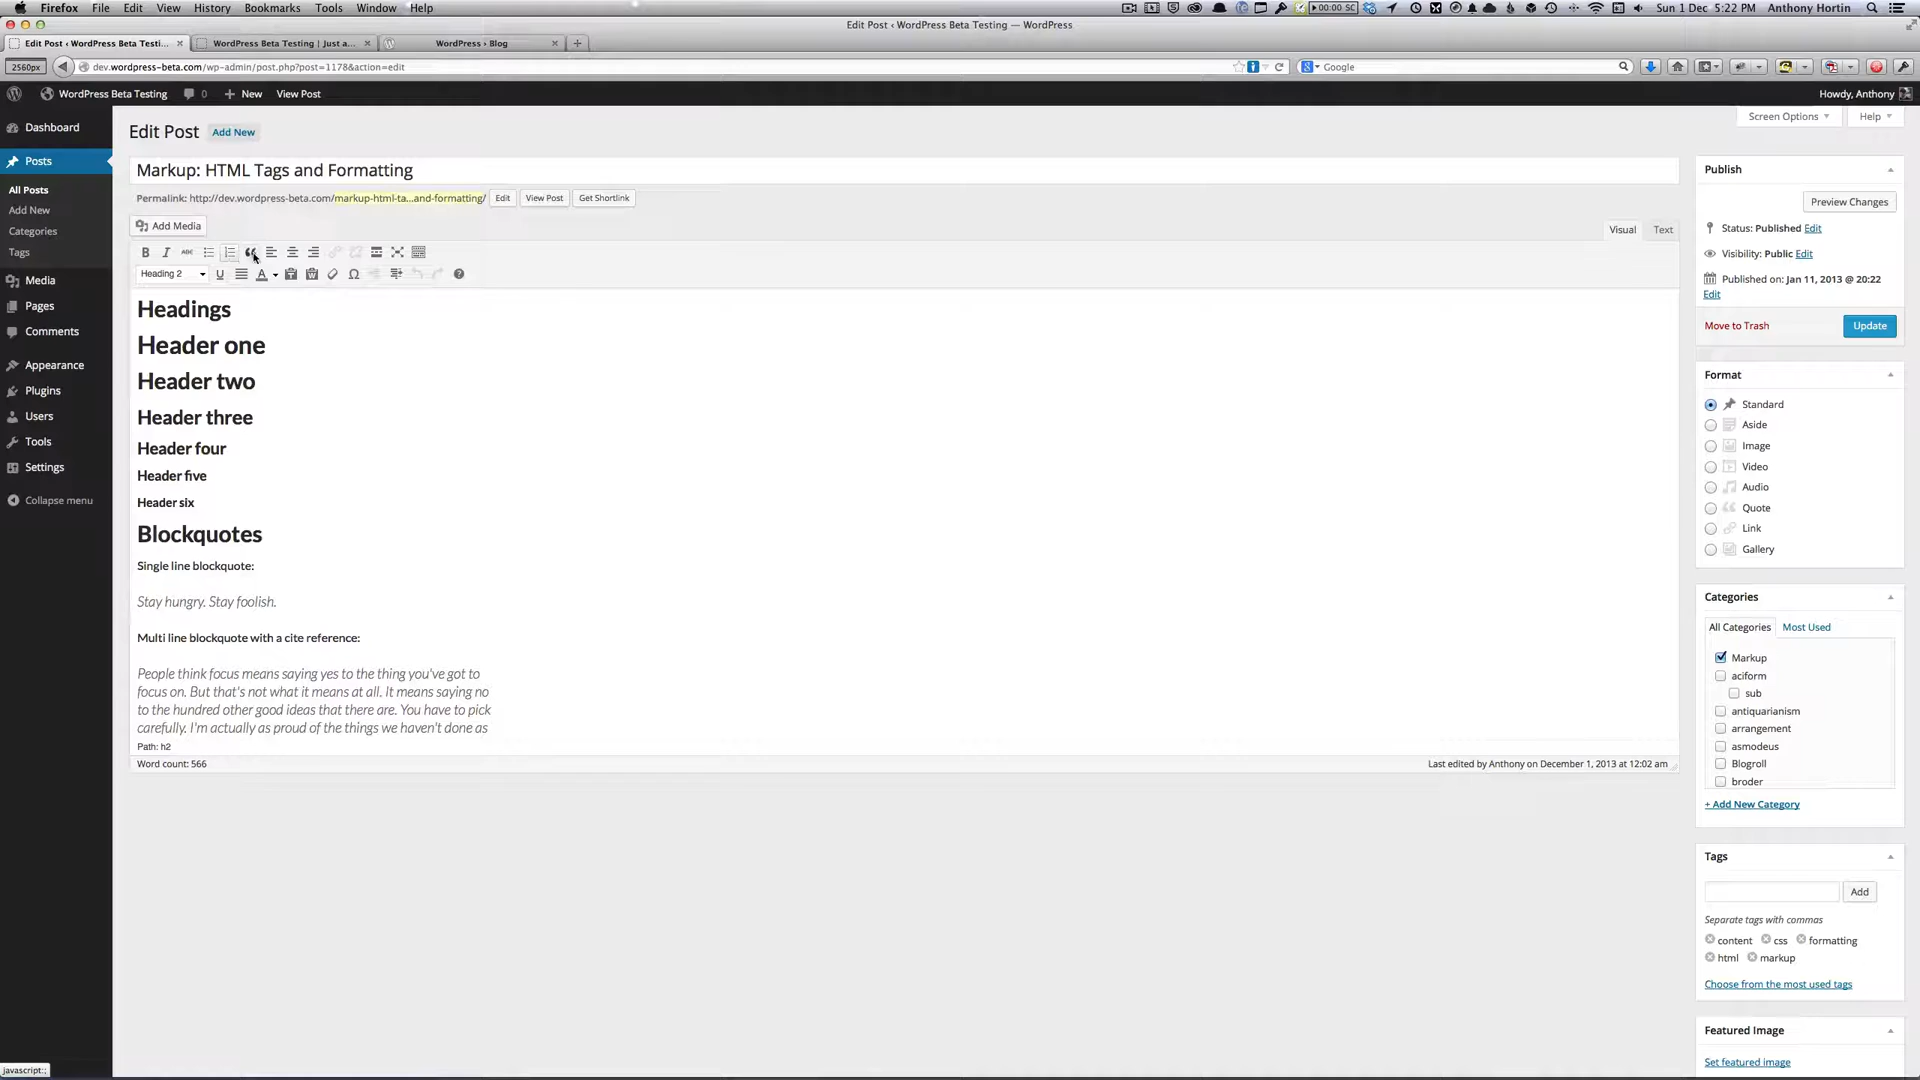 Firefox File Edit View History Bookmarks Tools Window Help 00:00 SC Sun 1 Dec 5:22 PM Anthony Hortin
Edit Post ‹ WordPress Beta Testing — WordPress
Edit Post ‹ WordPress Beta Testi... WordPress Beta Testing | Just a... WordPress › Blog
2560px dev.wordpress-beta.com/wp-admin/post.php?post=1178&action=edit Google
WordPress Beta Testing 0 New View Post Howdy, Anthony
Dashboard
Posts
All Posts
Add New
Categories
Tags
Media
Pages
Comments
Appearance
Plugins
Users
Tools
Settings
Collapse menu
Edit Post Add New
Screen Options Help
Markup: HTML Tags and Formatting
Permalink: http://dev.wordpress-beta.com/markup-html-ta...and-formatting/ Edit View Post Get Shortlink
Add Media
Visual Text
B I ABC
Heading 2 U A Ω
Headings
Header one
Header two
Header three
Header four
Header five
Header six
Blockquotes
Single line blockquote:
Stay hungry. Stay foolish.
Multi line blockquote with a cite reference:
People think focus means saying yes to the thing you've got to
focus on. But that's not what it means at all. It means saying no
to the hundred other good ideas that there are. You have to pick
carefully. I'm actually as proud of the things we haven't done as
Path: h2
Word count: 566
Last edited by Anthony on December 1, 2013 at 12:02 am
Publish
Preview Changes
Status: Published Edit
Visibility: Public Edit
Published on: Jan 11, 2013 @ 20:22
Edit
Move to Trash Update
Format
Standard
Aside
Image
Video
Audio
Quote
Link
Gallery
Categories
All Categories Most Used
Markup
aciform
sub
antiquarianism
arrangement
asmodeus
Blogroll
broder
+ Add New Category
Tags
Add
Separate tags with commas
content css formatting
html markup
Choose from the most used tags
Featured Image
Set featured image
javascript:;